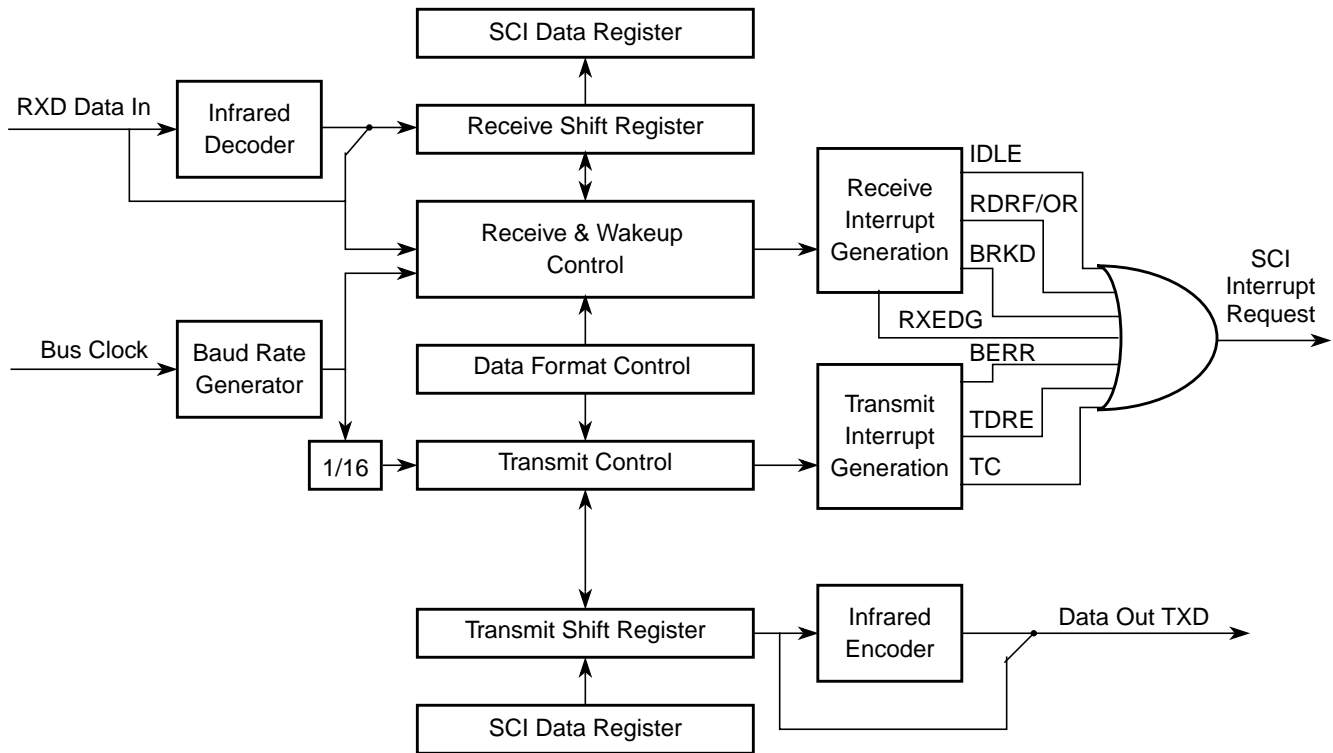 SCI Data Register
RXD Data In
Infrared
Decoder
Receive Shift Register
Receive & Wakeup
Control
Receive
Interrupt
Generation
IDLE
RDRF/OR
BRKD
RXEDG
SCI
Interrupt
Request
Bus Clock
Baud Rate
Generator
Data Format Control
BERR
1/16
Transmit Control
Transmit
Interrupt
Generation
TDRE
TC
Transmit Shift Register
Infrared
Encoder
Data Out TXD
SCI Data Register